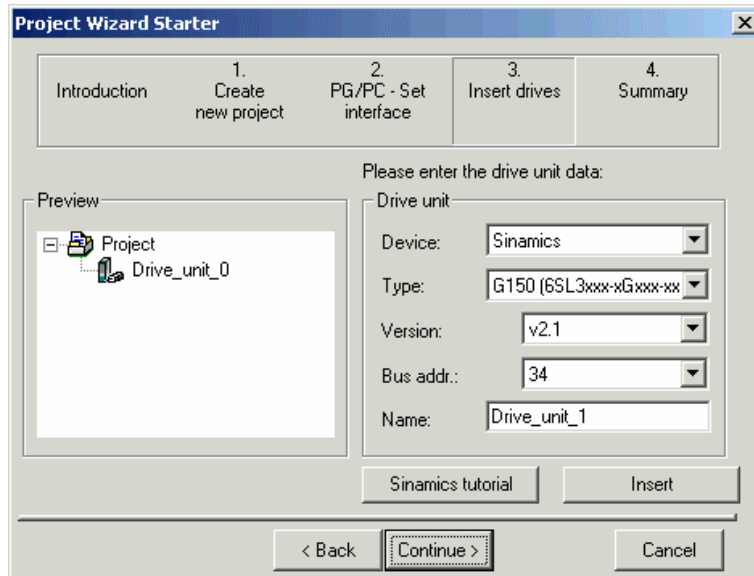 Project Wizard Starter
Introduction
1.
Create
new project
2.
PG/PC - Set
interface
3.
Insert drives
4.
Summary
Please enter the drive unit data:
Preview
Project
Drive_unit_0
Drive unit
Device: Sinamics
Type: G150 (6SL3xxx-xGxxx-xx
Version: v2.1
Bus addr.: 34
Name: Drive_unit_1
Sinamics tutorial
Insert
< Back
Continue >
Cancel